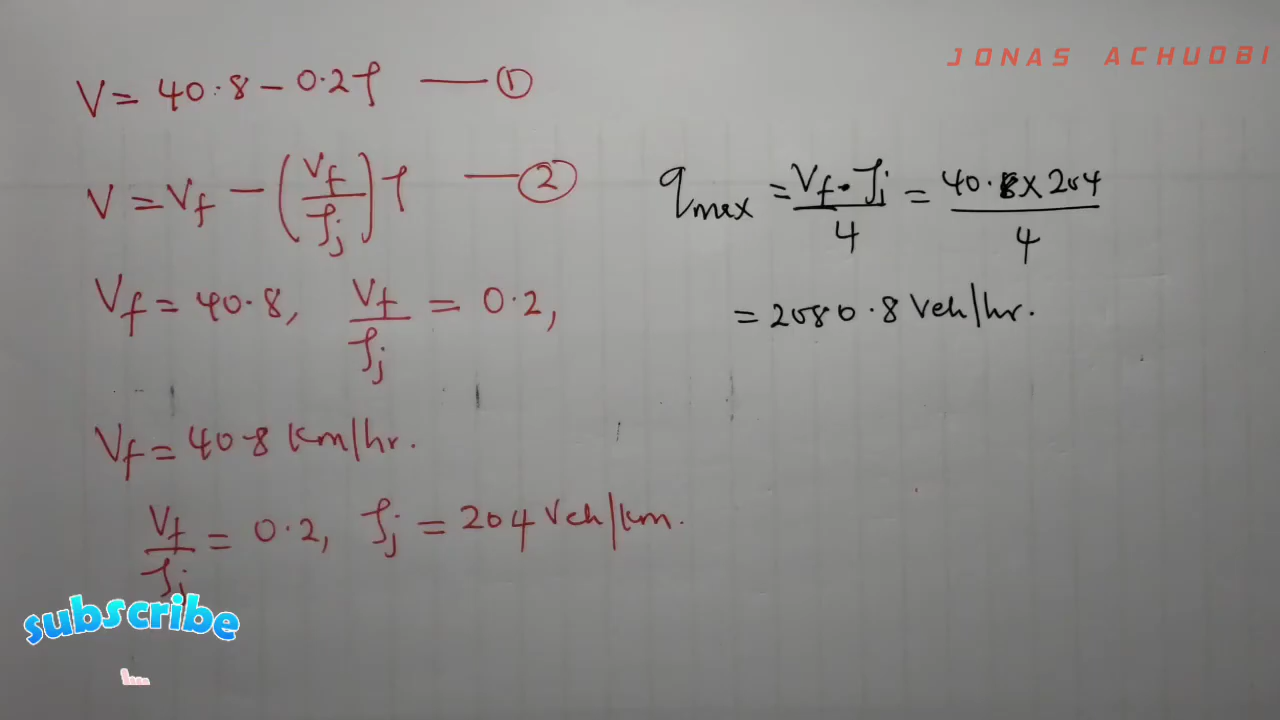 JONAS ACHUOBI
V = 40.8 - 0.2ρ —— ①
V = Vf - (Vf/ρj) ρ —— ②
Vf = 40.8, Vf/ρj = 0.2,
Vf = 40.8 km/hr.
Vf/ρj = 0.2, ρj = 204 Veh/km.
qmax = Vf·ρj/4 = 40.8 x 204/4
= 2080.8 Veh/hr.
subscribe